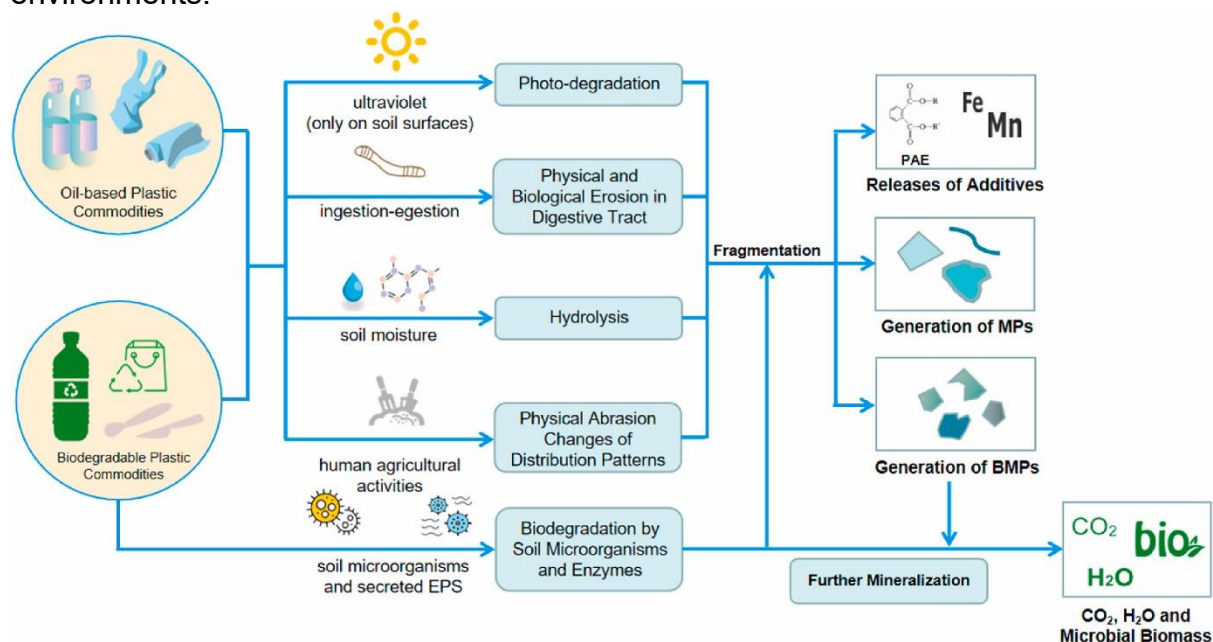 environments.
Oil-based Plastic
Commodities
Biodegradable Plastic
Commodities
ultraviolet
(only on soil surfaces)
ingestion-egestion
soil moisture
human agricultural
activities
soil microorganisms
and secreted EPS
Photo-degradation
Physical and
Biological Erosion in
Digestive Tract
Hydrolysis
Physical Abrasion
Changes of
Distribution Patterns
Biodegradation by
Soil Microorganisms
and Enzymes
Fragmentation
O
C—O—R
C—O—R'
O
PAE
Fe
Mn
Releases of Additives
Generation of MPs
Generation of BMPs
Further Mineralization
CO₂
bio
H₂O
CO₂, H₂O and
Microbial Biomass